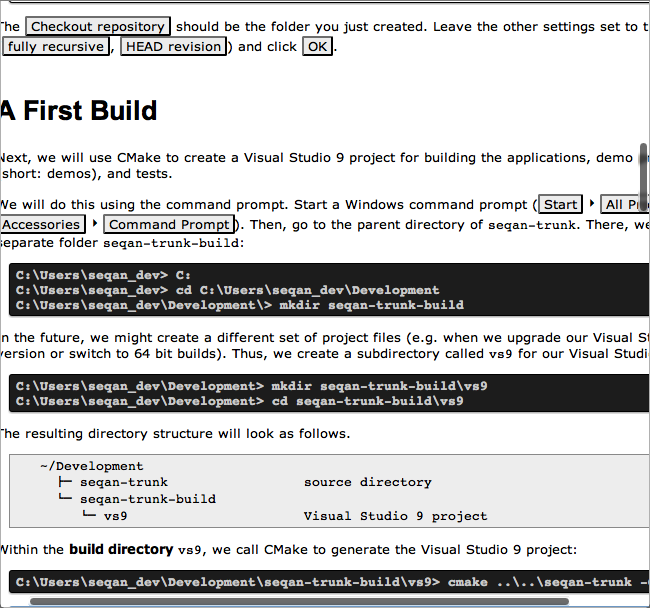 The Checkout repository should be the folder you just created. Leave the other settings set to
fully recursive, HEAD revision) and click OK.
A First Build
Next, we will use CMake to create a Visual Studio 9 project for building the applications, demo
short: demos), and tests.
We will do this using the command prompt. Start a Windows command prompt (Start ▸ All
Accessories ▸ Command Prompt). Then, go to the parent directory of seqan-trunk. There, we
separate folder seqan-trunk-build:
C:\Users\seqan_dev> C:
C:\Users\seqan_dev> cd C:\Users\seqan_dev\Development
C:\Users\seqan_dev\Development\> mkdir seqan-trunk-build
In the future, we might create a different set of project files (e.g. when we upgrade our Visual
version or switch to 64 bit builds). Thus, we create a subdirectory called vs9 for our Visual
C:\Users\seqan_dev\Development> mkdir seqan-trunk-build\vs9
C:\Users\seqan_dev\Development> cd seqan-trunk-build\vs9
The resulting directory structure will look as follows.
~/Development
├─ seqan-trunk source directory
└─ seqan-trunk-build
└─ vs9 Visual Studio 9 project
Within the build directory vs9, we call CMake to generate the Visual Studio 9 project:
C:\Users\seqan_dev\Development\seqan-trunk-build\vs9> cmake ..\..\seqan-trunk